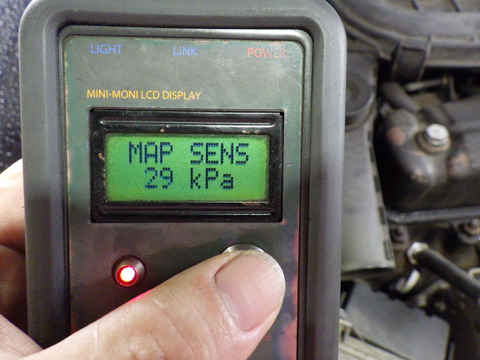 LIGHT LINK POWER
MINI-MONI LCD DISPLAY
MAP SENS
29 kPa